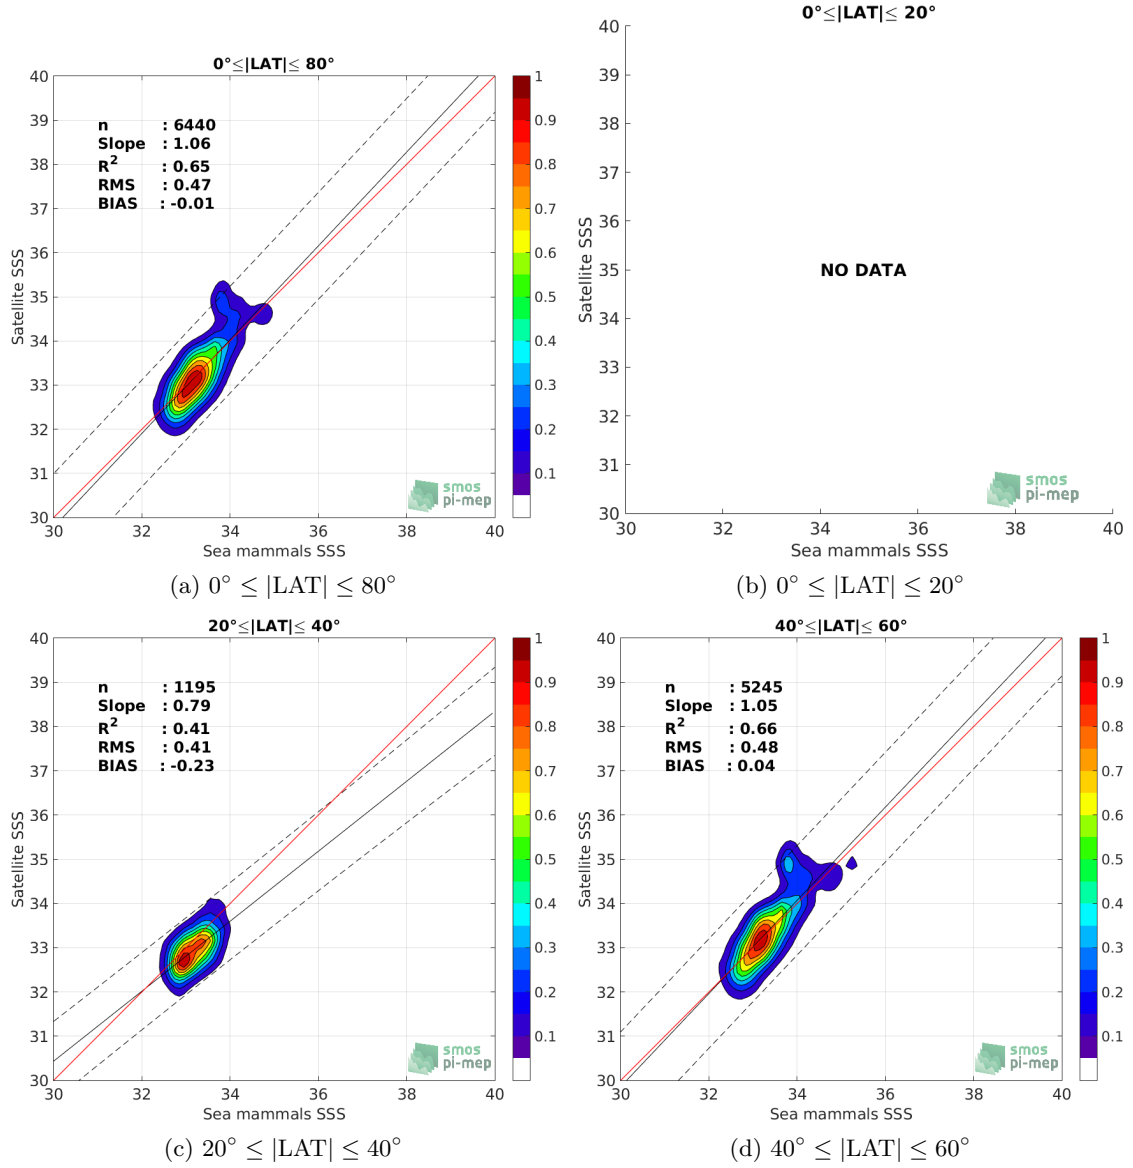 0°≤|LAT|≤ 80°
40
39
38
37
36
35
34
33
32
31
30
Satellite SSS
n : 6440
Slope : 1.06
R² : 0.65
RMS : 0.47
BIAS : -0.01
smos
pi-mep
30 32 34 36 38 40
Sea mammals SSS
1
0.9
0.8
0.7
0.6
0.5
0.4
0.3
0.2
0.1
(a) 0° ≤ |LAT| ≤ 80°
0°≤|LAT|≤ 20°
40
39
38
37
36
35
34
33
32
31
30
Satellite SSS
NO DATA
smos
pi-mep
30 32 34 36 38 40
Sea mammals SSS
(b) 0° ≤ |LAT| ≤ 20°
20°≤|LAT|≤ 40°
40
39
38
37
36
35
34
33
32
31
30
Satellite SSS
n : 1195
Slope : 0.79
R² : 0.41
RMS : 0.41
BIAS : -0.23
smos
pi-mep
30 32 34 36 38 40
Sea mammals SSS
1
0.9
0.8
0.7
0.6
0.5
0.4
0.3
0.2
0.1
(c) 20° ≤ |LAT| ≤ 40°
40°≤|LAT|≤ 60°
40
39
38
37
36
35
34
33
32
31
30
Satellite SSS
n : 5245
Slope : 1.05
R² : 0.66
RMS : 0.48
BIAS : 0.04
smos
pi-mep
30 32 34 36 38 40
Sea mammals SSS
1
0.9
0.8
0.7
0.6
0.5
0.4
0.3
0.2
0.1
(d) 40° ≤ |LAT| ≤ 60°